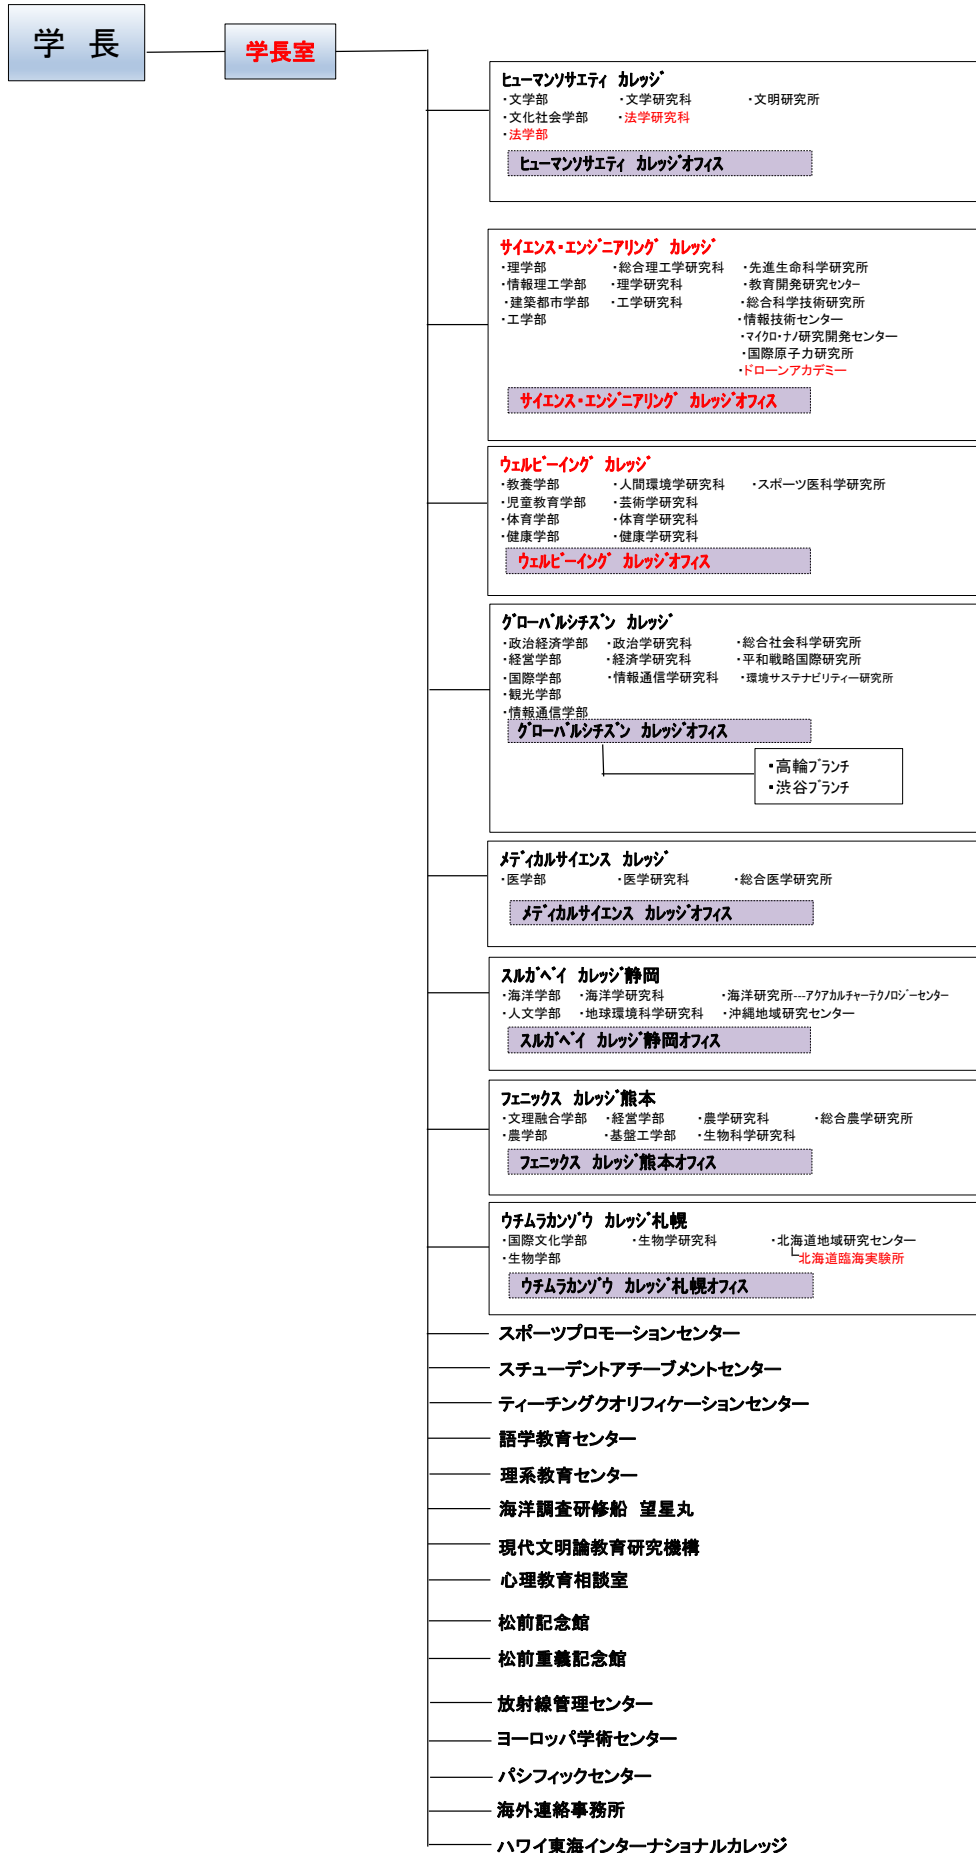 学 長
学長室
ﾋｭｰﾏﾝｿｻｴﾃｨ ｶﾚｯｼﾞ
・文学部 ・文学研究科 ・文明研究所
・文化社会学部 ・法学研究科
・法学部
ﾋｭｰﾏﾝｿｻｴﾃｨ ｶﾚｯｼﾞｵﾌｨｽ
ｻｲｴﾝｽ・ｴﾝｼﾞﾆｱﾘﾝｸﾞ ｶﾚｯｼﾞ
・理学部 ・総合理工学研究科 ・先進生命科学研究所
・情報理工学部 ・理学研究科 ・教育開発研究ｾﾝﾀｰ
・建築都市学部 ・工学研究科 ・総合科学技術研究所
・工学部 ・情報技術センター
・ﾏｲｸﾛ・ﾅﾉ研究開発センター
・国際原子力研究所
・ドローンアカデミー
ｻｲｴﾝｽ・ｴﾝｼﾞﾆｱﾘﾝｸﾞ ｶﾚｯｼﾞｵﾌｨｽ
ｳｪﾙﾋﾞｰｲﾝｸﾞ ｶﾚｯｼﾞ
・教養学部 ・人間環境学研究科 ・スポーツ医科学研究所
・児童教育学部 ・芸術学研究科
・体育学部 ・体育学研究科
・健康学部 ・健康学研究科
ｳｪﾙﾋﾞｰｲﾝｸﾞ ｶﾚｯｼﾞｵﾌｨｽ
ｸﾞﾛｰﾊﾞﾙｼﾁｽﾞﾝ ｶﾚｯｼﾞ
・政治経済学部 ・政治学研究科 ・総合社会科学研究所
・経営学部 ・経済学研究科 ・平和戦略国際研究所
・国際学部 ・情報通信学研究科 ・環境サステナビリティー研究所
・観光学部
・情報通信学部
ｸﾞﾛｰﾊﾞﾙｼﾁｽﾞﾝ ｶﾚｯｼﾞｵﾌｨｽ
・高輪ﾌﾞﾗﾝﾁ
・渋谷ﾌﾞﾗﾝﾁ
ﾒﾃﾞｨｶﾙｻｲｴﾝｽ ｶﾚｯｼﾞ
・医学部 ・医学研究科 ・総合医学研究所
ﾒﾃﾞｨｶﾙｻｲｴﾝｽ ｶﾚｯｼﾞｵﾌｨｽ
ｽﾙｶﾞﾍﾞｲ ｶﾚｯｼﾞ静岡
・海洋学部 ・海洋学研究科 ・海洋研究所---ｱｸｱｶﾙﾁｬｰﾃｸﾉﾛｼﾞｰセンター
・人文学部 ・地球環境科学研究科 ・沖縄地域研究センター
ｽﾙｶﾞﾍﾞｲ ｶﾚｯｼﾞ静岡ｵﾌｨｽ
ﾌｪﾆｯｸｽ ｶﾚｯｼﾞ熊本
・文理融合学部 ・経営学部 ・農学研究科 ・総合農学研究所
・農学部 ・基盤工学部 ・生物科学研究科
ﾌｪﾆｯｸｽ ｶﾚｯｼﾞ熊本ｵﾌｨｽ
ｳﾁﾑﾗｶﾝｿﾞｳ ｶﾚｯｼﾞ札幌
・国際文化学部 ・生物学研究科 ・北海道地域研究センター
・生物学部 北海道臨海実験所
ｳﾁﾑﾗｶﾝｿﾞｳ ｶﾚｯｼﾞ札幌ｵﾌｨｽ
スポーツプロモーションセンター
スチューデントアチーブメントセンター
ティーチングクオリフィケーションセンター
語学教育センター
理系教育センター
海洋調査研修船 望星丸
現代文明論教育研究機構
心理教育相談室
松前記念館
松前重義記念館
放射線管理センター
ヨーロッパ学術センター
パシフィックセンター
海外連絡事務所
ハワイ東海インターナショナルカレッジ